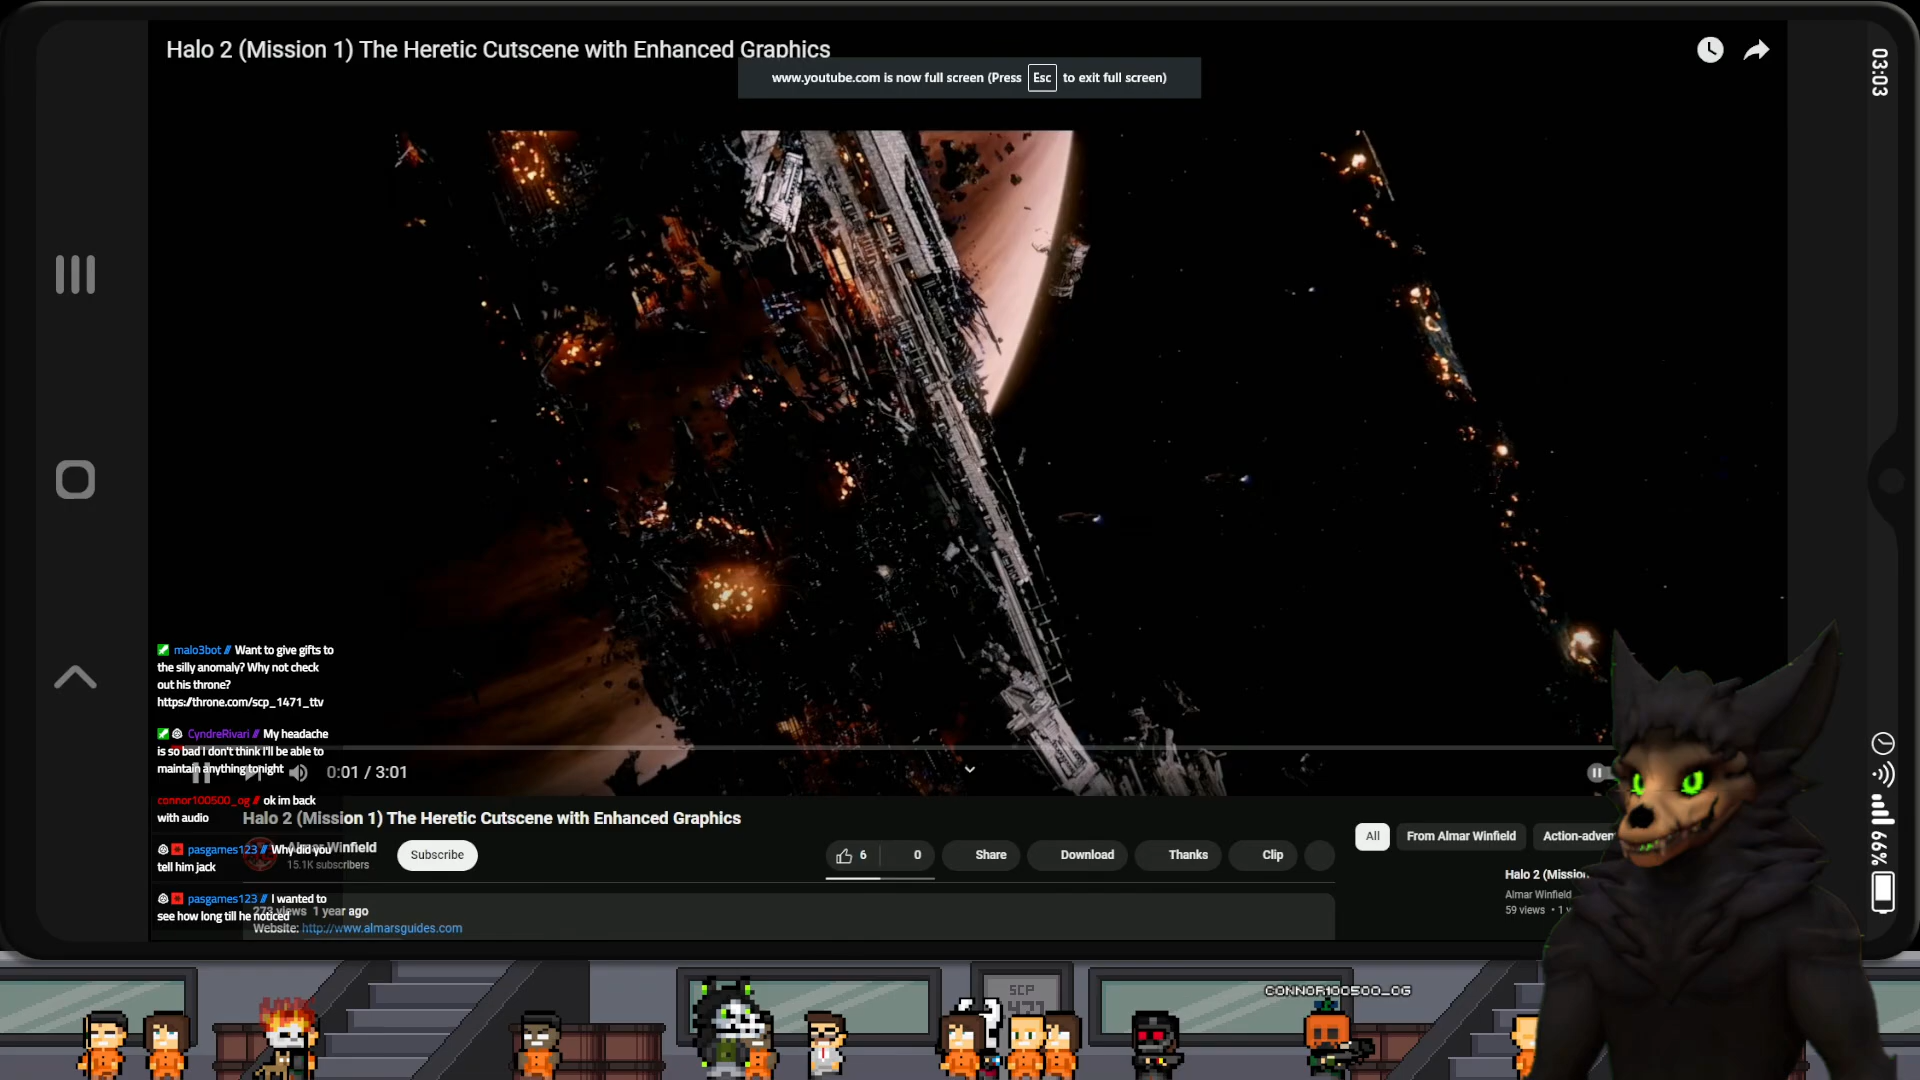 Halo 2 (Mission 1) The Heretic Cutscene with Enhanced Graphics
www.youtube.com is now full screen (Press Esc to exit full screen)
03:03
malo3bot // Want to give gifts to
the silly anomaly? Why not check
out his throne?
https://throne.com/scp_1471_ttv
CyndreRivari // My headache
is so bad I don't think I'll be able to
maintain anything tonight
0:01 / 3:01
connor100500_og // ok im back
with audio
Halo 2 (Mission 1) The Heretic Cutscene with Enhanced Graphics
pasgames123 // Why did you
tell him jack
Almar Winfield
15.1K subscribers
Subscribe
6
0
Share
Download
Thanks
Clip
All
From Almar Winfield
Halo 2 (Mission
Almar Winfield
59 views • 1 y
66%
pasgames123 // I wanted to
see how long till he noticed
273 views 1 year ago
Website: http://www.almarsguides.com
SCP
CONNOR100500_OG